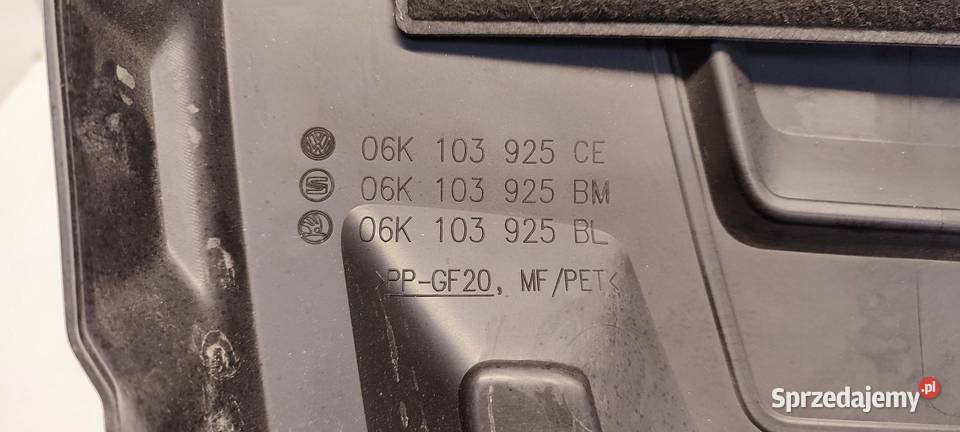 06K 103 925 CE
06K 103 925 BM
06K 103 925 BL
>PP-GF20, MF/PET<
Sprzedajemy.pl